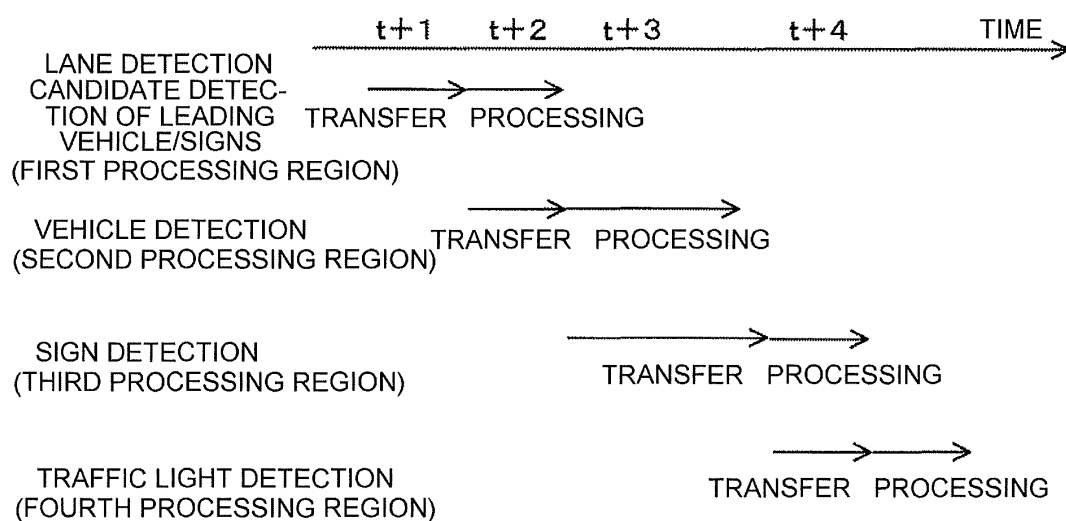 t+1 t+2 t+3 t+4 TIME
LANE DETECTION
CANDIDATE DETEC-
TION OF LEADING
VEHICLE/SIGNS
(FIRST PROCESSING REGION)
TRANSFER PROCESSING
VEHICLE DETECTION
(SECOND PROCESSING REGION)
TRANSFER PROCESSING
SIGN DETECTION
(THIRD PROCESSING REGION)
TRANSFER PROCESSING
TRAFFIC LIGHT DETECTION
(FOURTH PROCESSING REGION)
TRANSFER PROCESSING